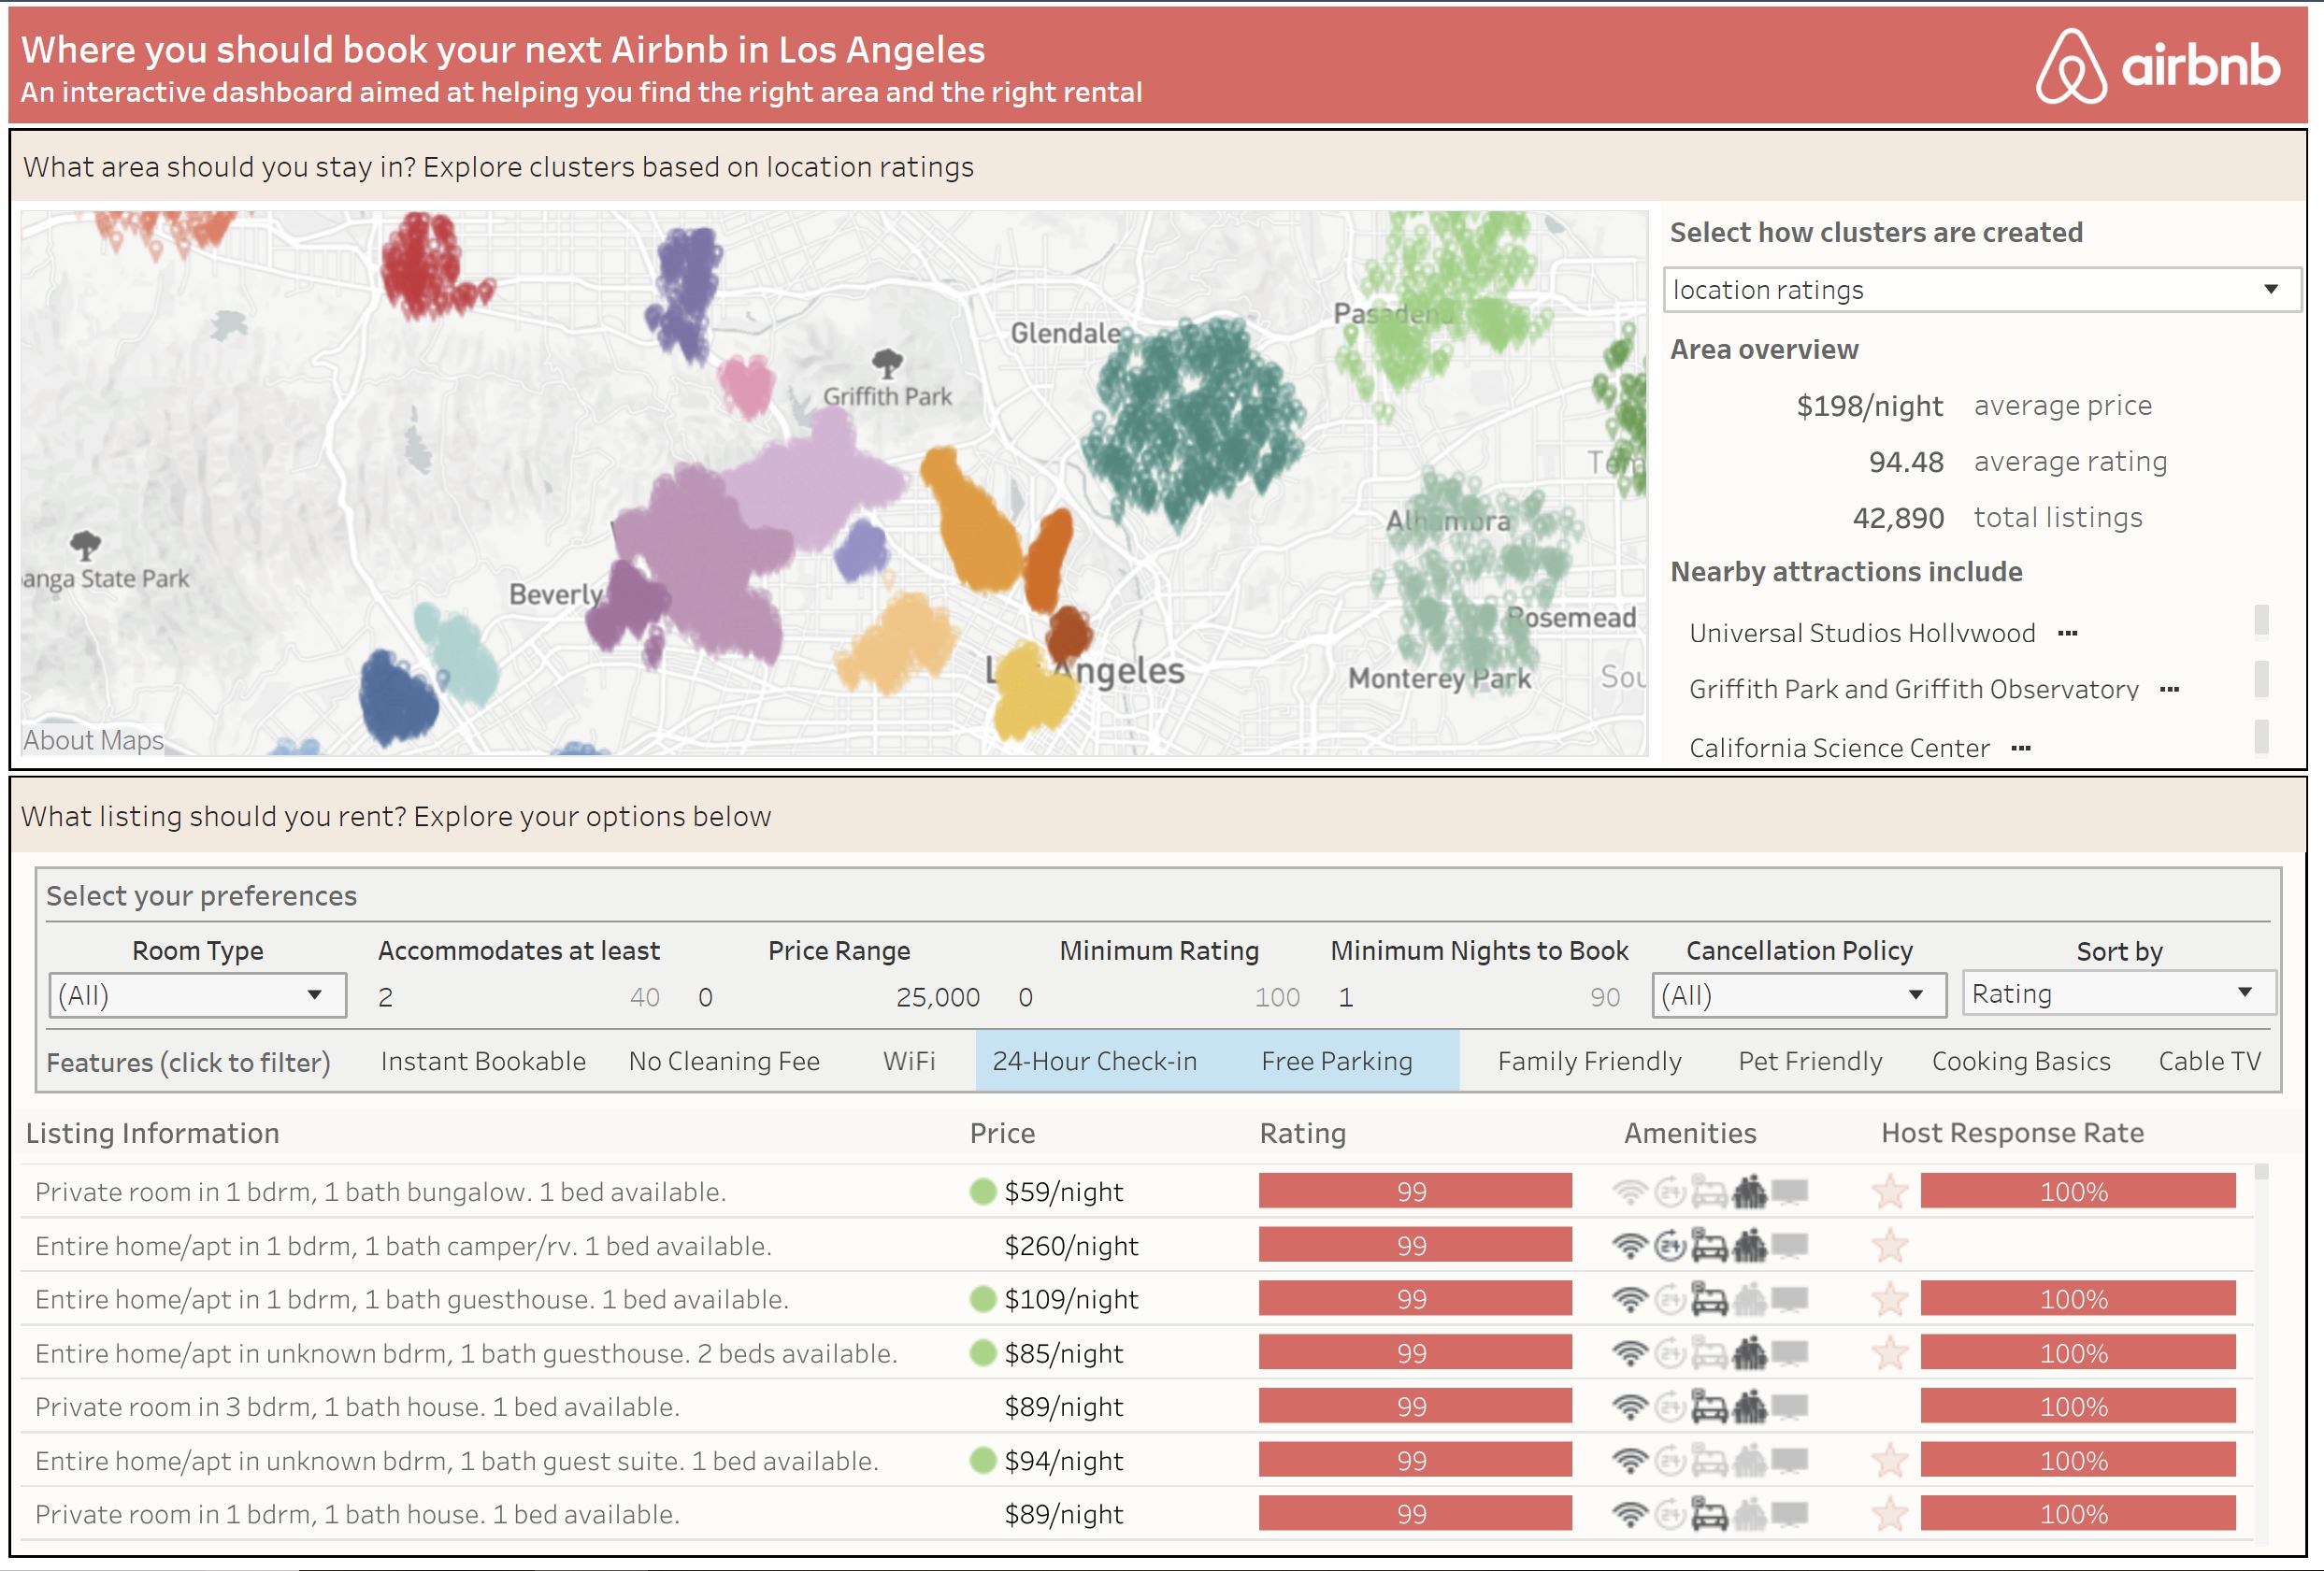 Where you should book your next Airbnb in Los Angeles
An interactive dashboard aimed at helping you find the right area and the right rental
airbnb
What area should you stay in? Explore clusters based on location ratings
Glendale
Pasadena
Griffith Park
Alhambra
anga State Park
Beverly
Rosemead
Angeles
Monterey Park
Sou
About Maps
Select how clusters are created
location ratings
Area overview
$198/night average price
94.48 average rating
42,890 total listings
Nearby attractions include
Universal Studios Hollywood ...
Griffith Park and Griffith Observatory ...
California Science Center ...
What listing should you rent? Explore your options below
Select your preferences
Room Type Accommodates at least Price Range Minimum Rating Minimum Nights to Book Cancellation Policy Sort by
(All) 2 40 0 25,000 0 100 1 90 (All) Rating
Features (click to filter) Instant Bookable No Cleaning Fee WiFi 24-Hour Check-in Free Parking Family Friendly Pet Friendly Cooking Basics Cable TV
Listing Information Price Rating Amenities Host Response Rate
Private room in 1 bdrm, 1 bath bungalow. 1 bed available. $59/night 99 24 100%
Entire home/apt in 1 bdrm, 1 bath camper/rv. 1 bed available. $260/night 99 24
Entire home/apt in 1 bdrm, 1 bath guesthouse. 1 bed available. $109/night 99 24 100%
Entire home/apt in unknown bdrm, 1 bath guesthouse. 2 beds available. $85/night 99 24 100%
Private room in 3 bdrm, 1 bath house. 1 bed available. $89/night 99 24 100%
Entire home/apt in unknown bdrm, 1 bath guest suite. 1 bed available. $94/night 99 24 100%
Private room in 1 bdrm, 1 bath house. 1 bed available. $89/night 99 24 100%